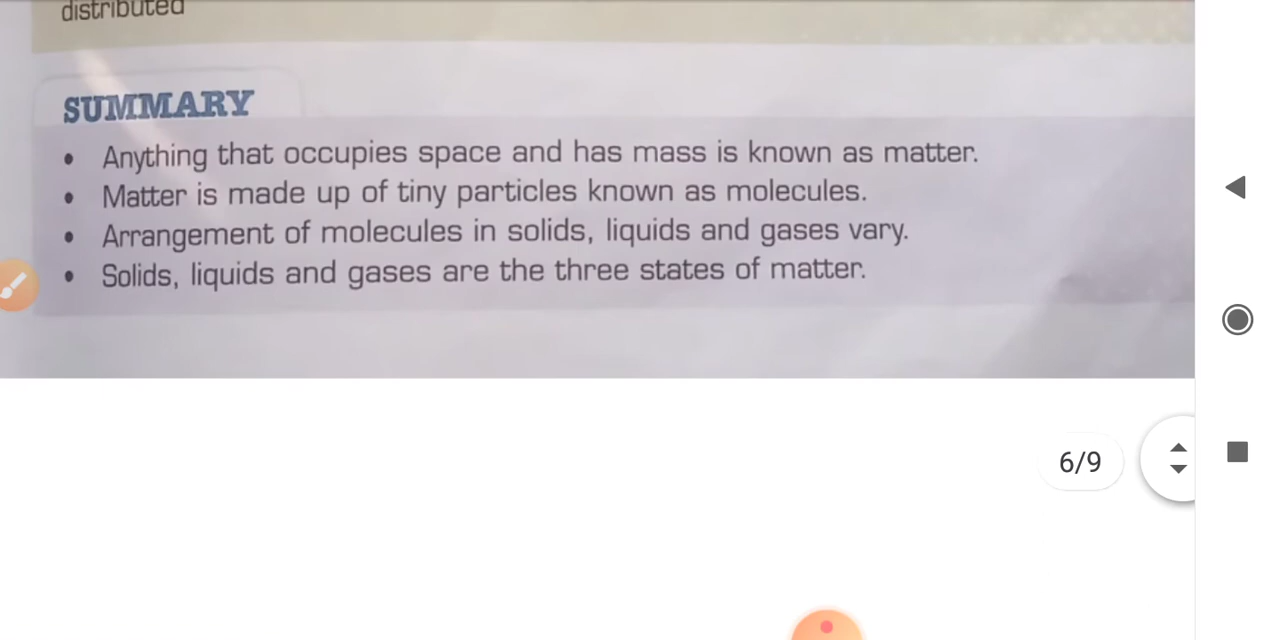 distributed
SUMMARY
• Anything that occupies space and has mass is known as matter.
• Matter is made up of tiny particles known as molecules.
• Arrangement of molecules in solids, liquids and gases vary.
• Solids, liquids and gases are the three states of matter.
6/9